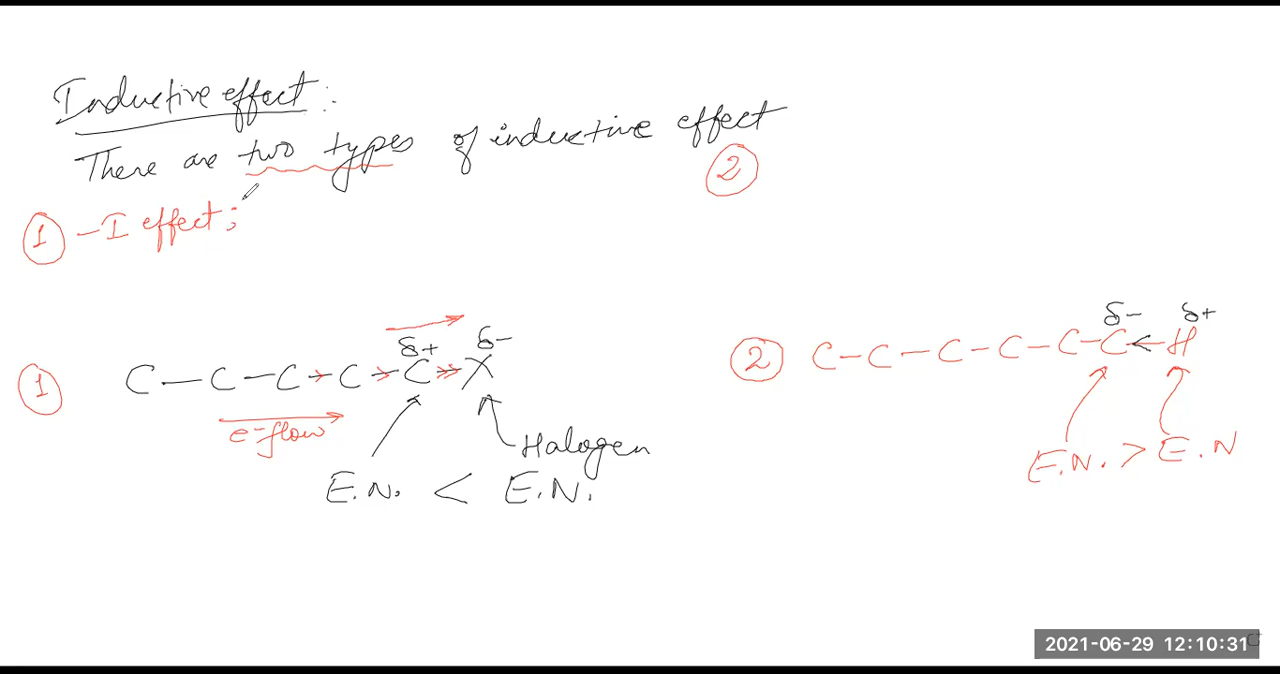 Inductive effect :
There are two types of inductive effect
① -I effect;
②
① C — C — C — C — C — X
δ+ δ-
e- flow
Halogen
E.N. < E.N.
② C — C — C — C — C — C < H
δ- δ+
E.N. > E.N
2021-06-29 12:10:31